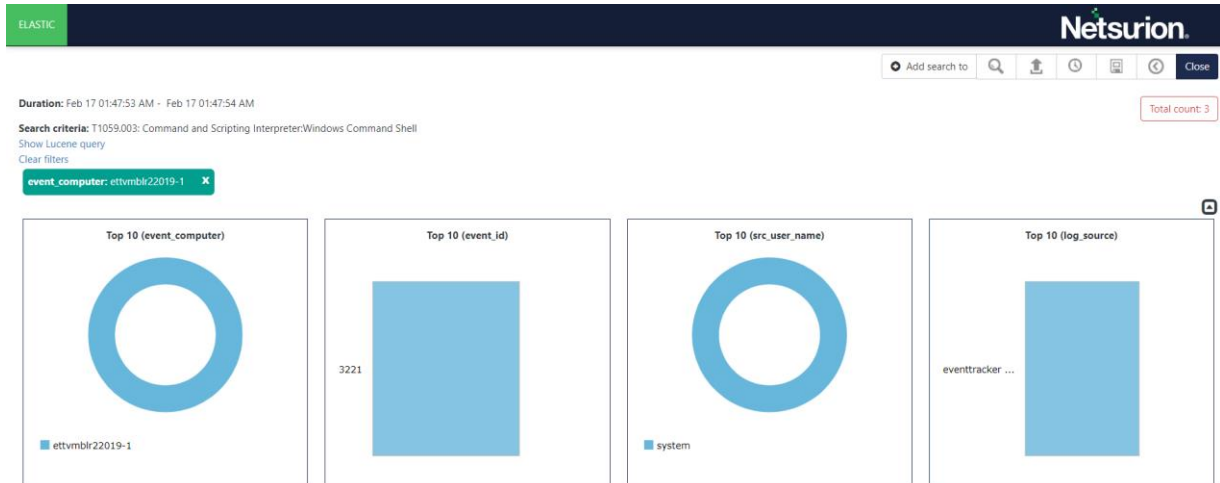 ELASTIC
Netsurion.
Add search to
Close
Duration: Feb 17 01:47:53 AM - Feb 17 01:47:54 AM
Total count: 3
Search criteria: T1059.003: Command and Scripting Interpreter:Windows Command Shell
Show Lucene query
Clear filters
event_computer: ettvmblr22019-1 x
Top 10 (event_computer)
Top 10 (event_id)
Top 10 (src_user_name)
Top 10 (log_source)
3221
eventtracker ...
ettvmblr22019-1
system